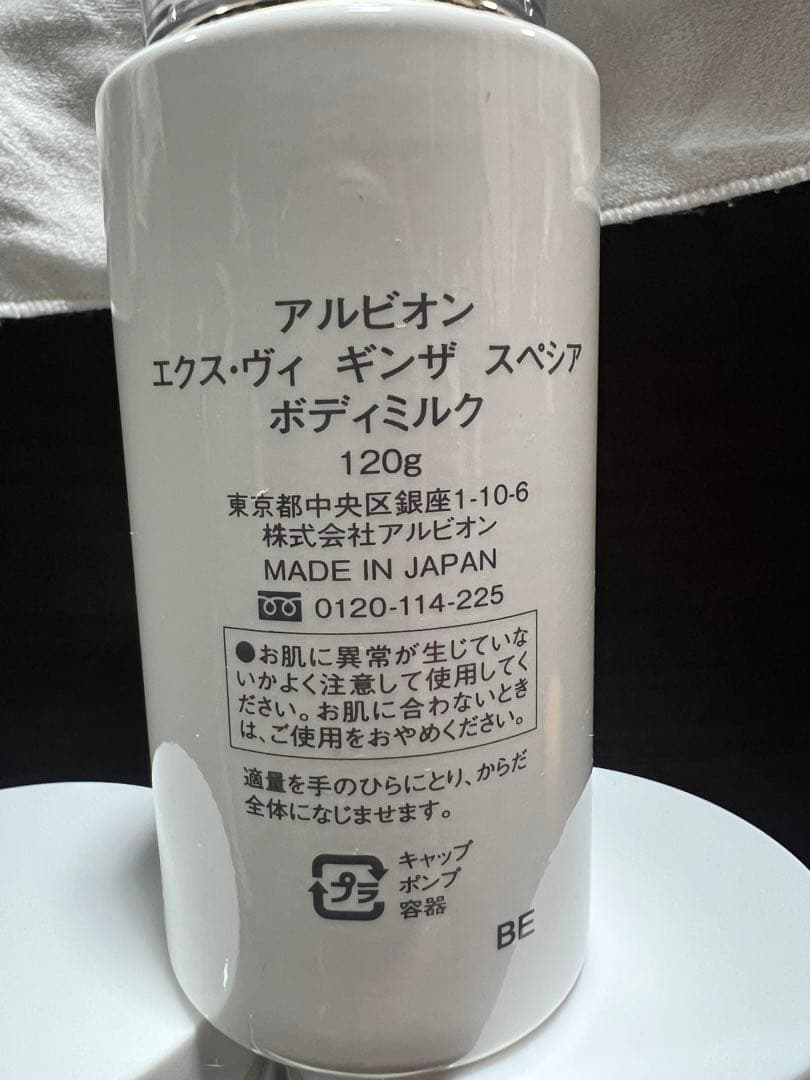 アルビオン
エクス・ヴィ ギンザ スペシア
ボディミルク
120g
東京都中央区銀座1-10-6
株式会社アルビオン
MADE IN JAPAN
0120-114-225
●お肌に異常が生じていな
いかよく注意して使用してく
ださい。お肌に合わないとき
は、ご使用をおやめください。
適量を手のひらにとり、からだ
全体になじませます。
プラ
キャップ
ポンプ
容器
BE